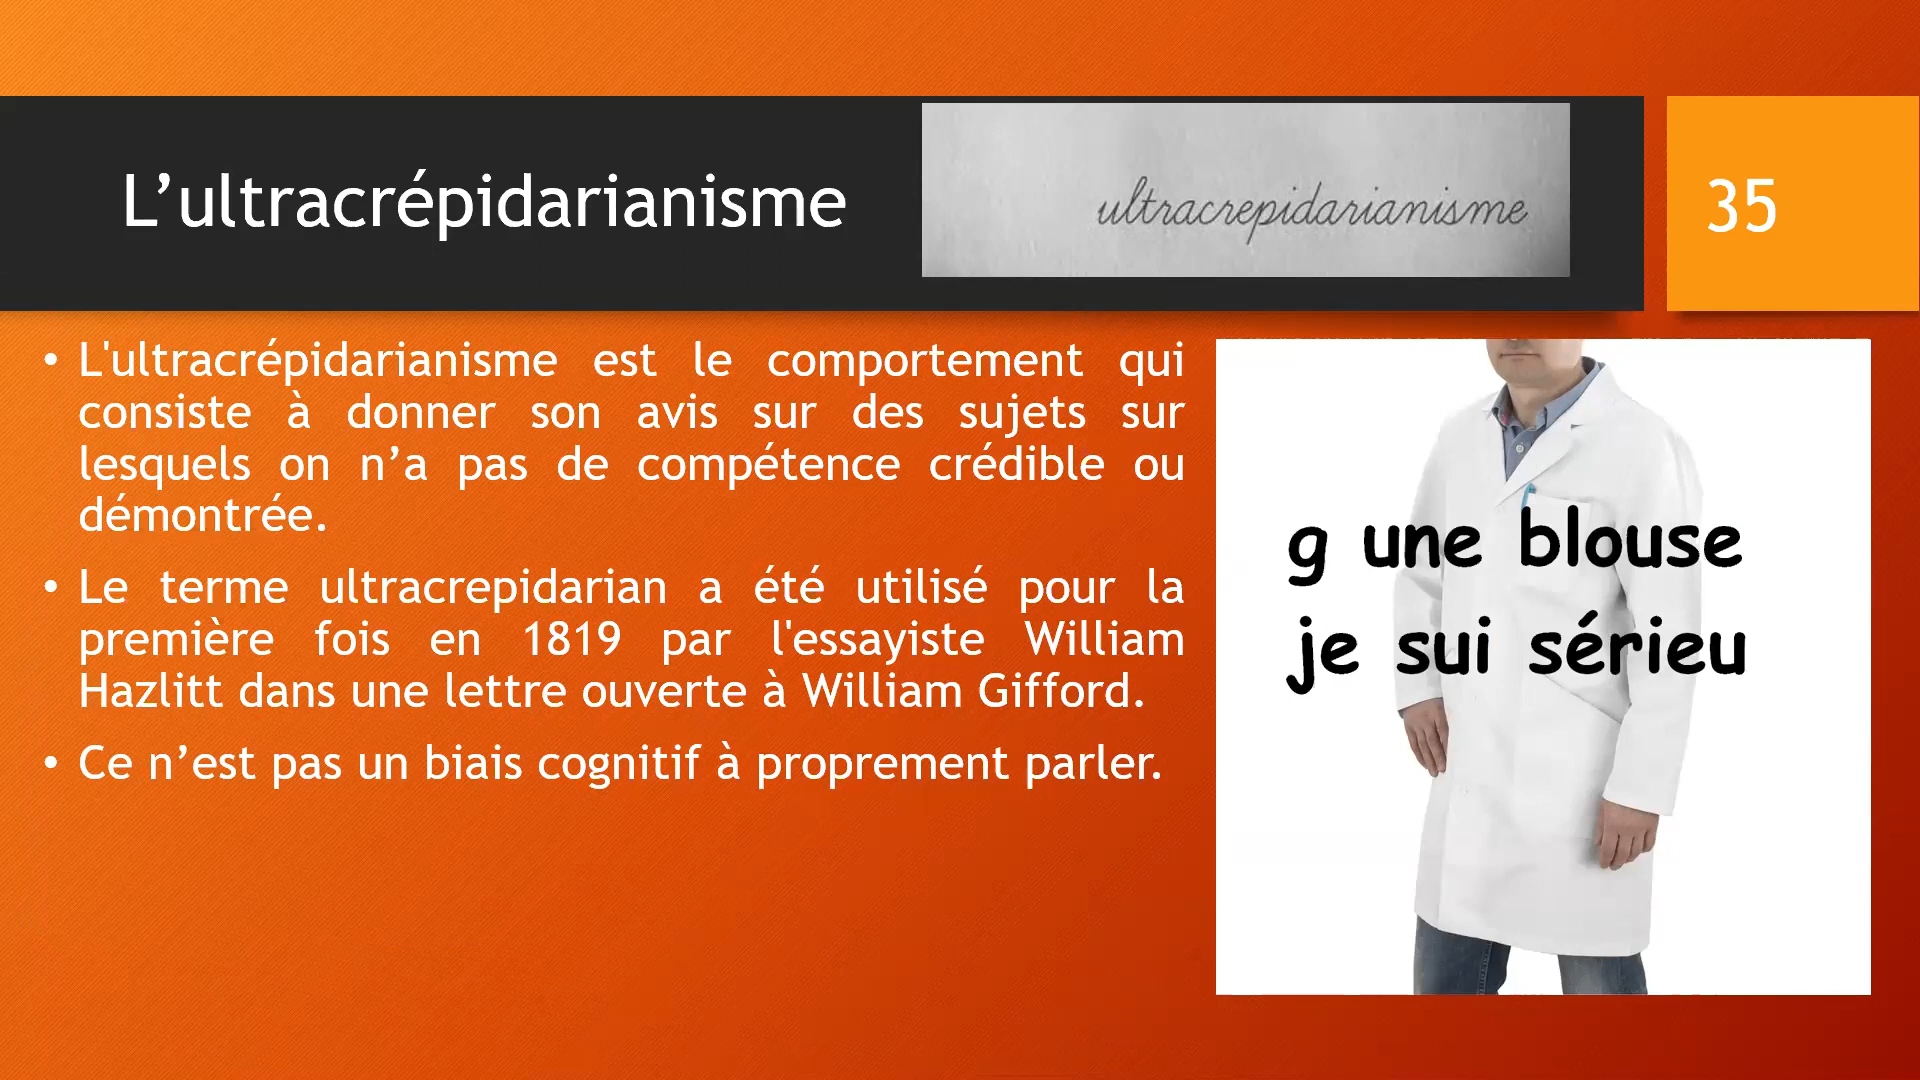 L’ultracrépidarianisme
ultracrepidarianisme
35
• L'ultracrépidarianisme est le comportement qui
consiste à donner son avis sur des sujets sur
lesquels on n’a pas de compétence crédible ou
démontrée.
• Le terme ultracrepidarian a été utilisé pour la
première fois en 1819 par l'essayiste William
Hazlitt dans une lettre ouverte à William Gifford.
• Ce n’est pas un biais cognitif à proprement parler.
g une blouse
je sui sérieu